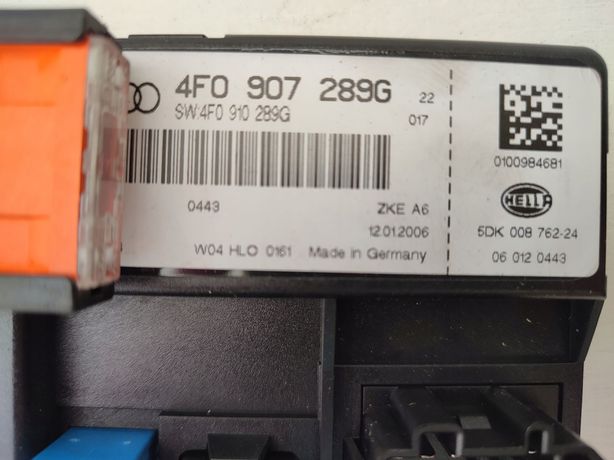 4F0 907 289G
SW:4F0 910 289G
22
017
0443
ZKE A6
12.01.2006
W04 HLO 0161 Made in Germany
0100984681
HELLA
5DK 008 762-24
06 012 0443